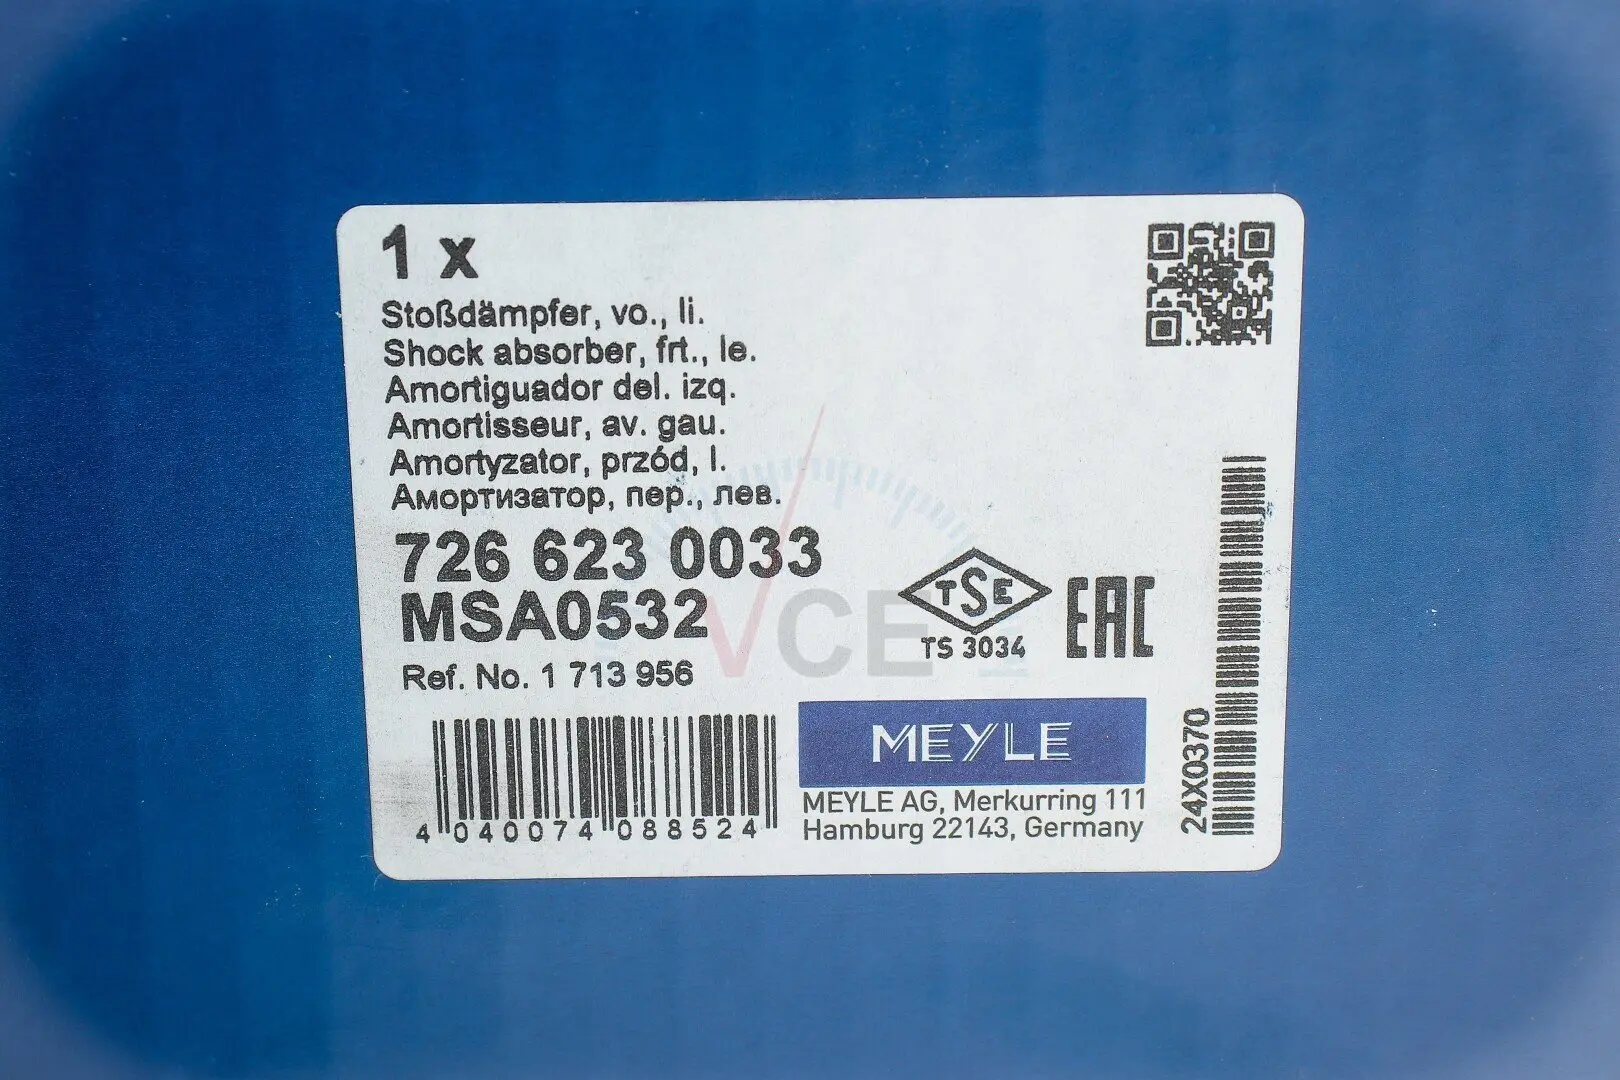 1 x
Stoßdämpfer, vo., li.
Shock absorber, frt., le.
Amortiguador del. izq.
Amortisseur, av. gau.
Amortyzator, przód, l.
Амортизатор, пер., лев.
726 623 0033
MSA0532
Ref. No. 1 713 956
VCE
TSE
TS 3034
EAC
4 040074 088524
MEYLE
MEYLE AG, Merkurring 111
Hamburg 22143, Germany
24X0370